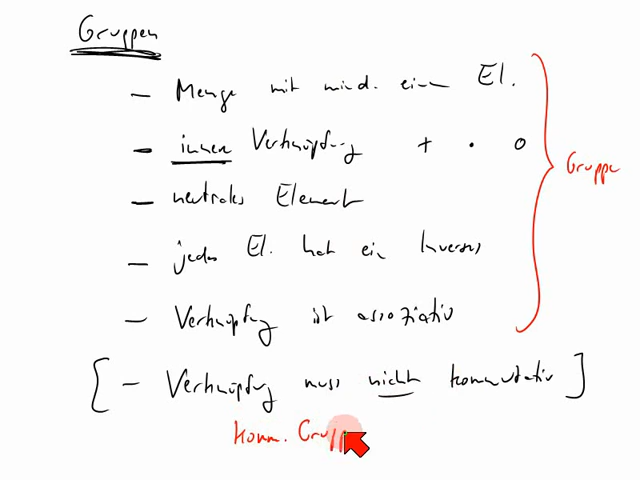 Gruppen
– Menge mit mind. einem El.
– innere Verknüpfung + · o
– neutrales Element
– jedes El. hat ein Inverses
– Verknüpfung ist assoziativ
Gruppe
[ – Verknüpfung muss nicht kommutativ ]
komm. Grupp